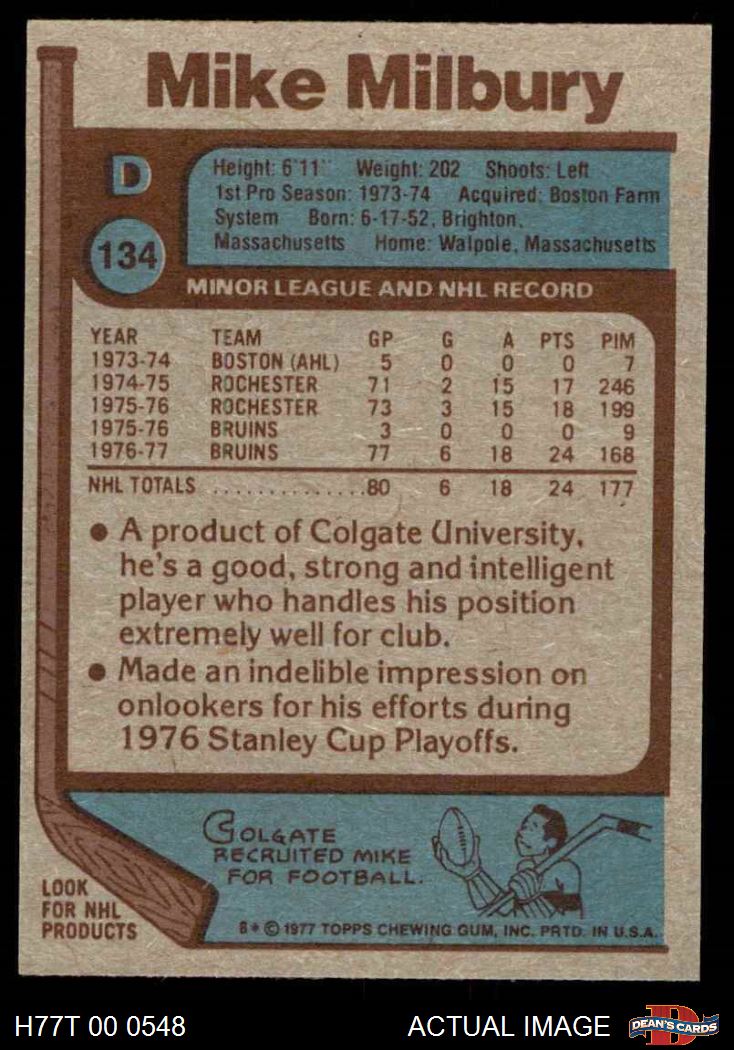 Mike Milbury
D
134
Height: 6'11" Weight: 202 Shoots: Left
1st Pro Season: 1973-74 Acquired: Boston Farm
System Born: 6-17-52, Brighton,
Massachusetts Home: Walpole, Massachusetts
MINOR LEAGUE AND NHL RECORD
YEAR TEAM GP G A PTS PIM
1973-74 BOSTON (AHL) 5 0 0 0 7
1974-75 ROCHESTER 71 2 15 17 246
1975-76 ROCHESTER 73 3 15 18 199
1975-76 BRUINS 3 0 0 0 9
1976-77 BRUINS 77 6 18 24 168
NHL TOTALS ..............80 6 18 24 177
• A product of Colgate University,
he's a good, strong and intelligent
player who handles his position
extremely well for club.
• Made an indelible impression on
onlookers for his efforts during
1976 Stanley Cup Playoffs.
COLGATE
RECRUITED MIKE
FOR FOOTBALL.
LOOK
FOR NHL
PRODUCTS
8* © 1977 TOPPS CHEWING GUM, INC. PRTD. IN U.S.A.
H77T 00 0548 ACTUAL IMAGE
D
DEAN'S CARDS